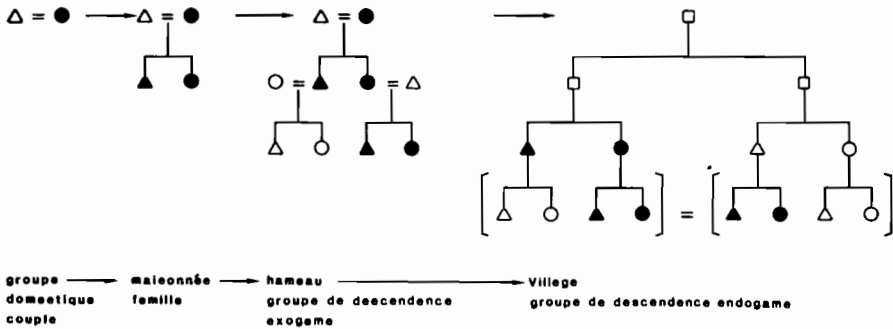 groupe maisonnée hameau Village
domestique famille groupe de descendence groupe de descendence endogame
couple exogame